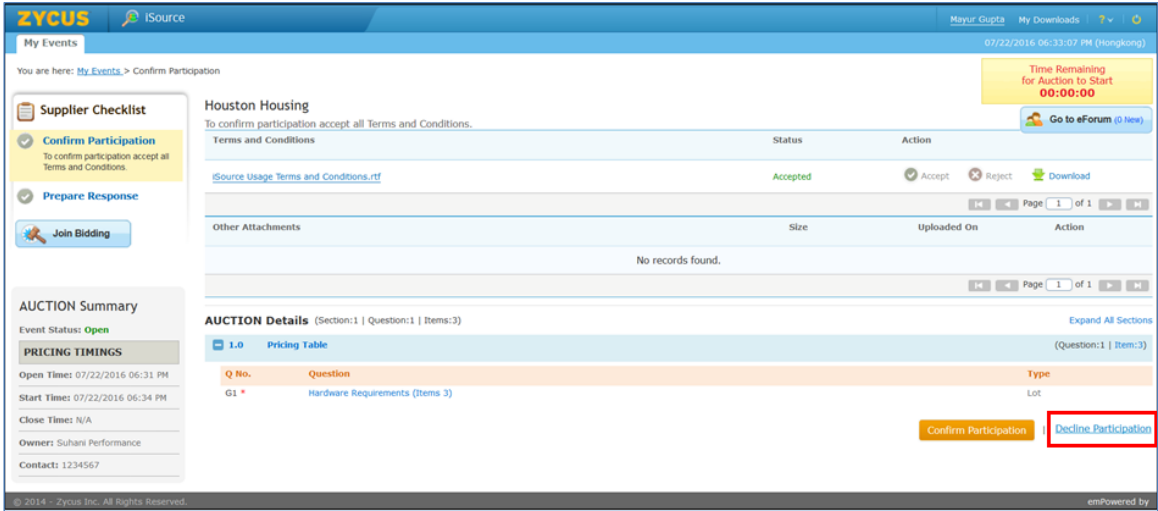 ZYCUS iSource Mayur Gupta My Downloads ?
My Events 07/22/2016 06:33:07 PM (Hongkong)
You are here: My Events > Confirm Participation
Time Remaining
for Auction to Start
00:00:00
Go to eForum (0 New)
Supplier Checklist
Confirm Participation
To confirm participation accept all
Terms and Conditions.
Prepare Response
Join Bidding
AUCTION Summary
Event Status: Open
PRICING TIMINGS
Open Time: 07/22/2016 06:31 PM
Start Time: 07/22/2016 06:34 PM
Close Time: N/A
Owner: Suhani Performance
Contact: 1234567
Houston Housing
To confirm participation accept all Terms and Conditions.
Terms and Conditions Status Action
iSource Usage Terms and Conditions.rtf Accepted Accept Reject Download
Page 1 of 1
Other Attachments Size Uploaded On Action
No records found.
Page 1 of 1
AUCTION Details (Section:1 | Question:1 | Items:3) Expand All Sections
1.0 Pricing Table (Question:1 | Item:3)
Q No. Question Type
G1 * Hardware Requirements (Items 3) Lot
Confirm Participation | Decline Participation
© 2014 - Zycus Inc. All Rights Reserved. emPowered by